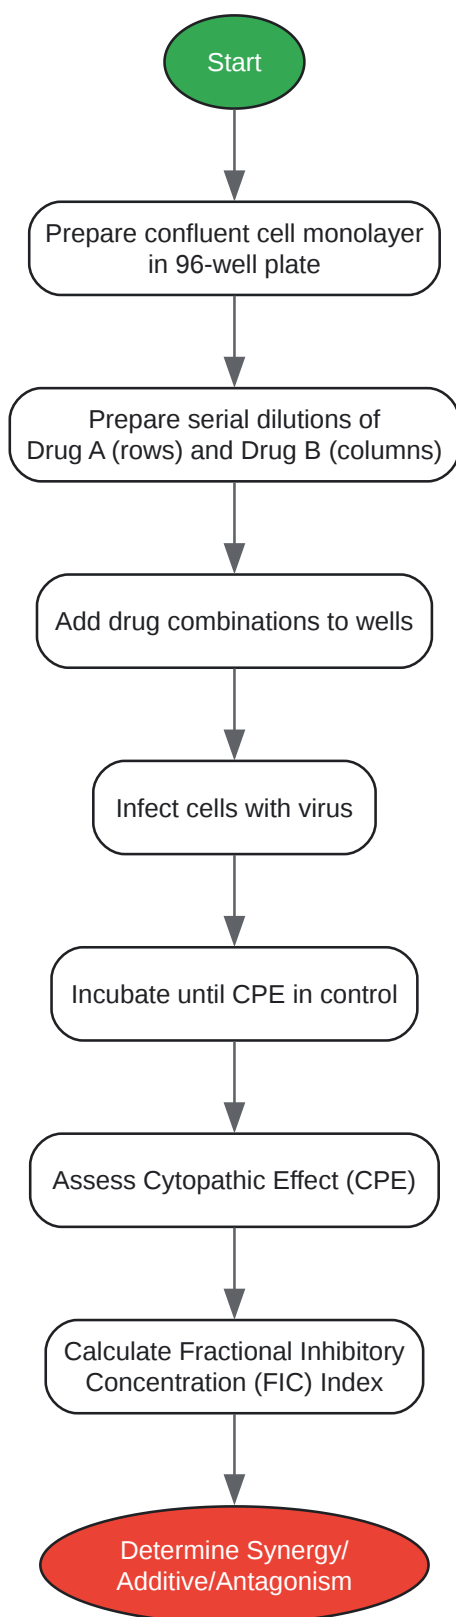 Start
Prepare confluent cell monolayer
in 96-well plate
Prepare serial dilutions of
Drug A (rows) and Drug B (columns)
Add drug combinations to wells
Infect cells with virus
Incubate until CPE in control
Assess Cytopathic Effect (CPE)
Calculate Fractional Inhibitory
Concentration (FIC) Index
Determine Synergy/
Additive/Antagonism